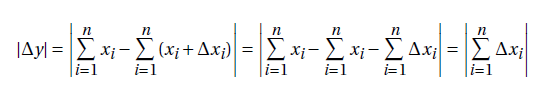 |Δy| = |∑_{i=1}^{n} x_i − ∑_{i=1}^{n} (x_i + Δx_i)| = |∑_{i=1}^{n} x_i − ∑_{i=1}^{n} x_i − ∑_{i=1}^{n} Δx_i| = |∑_{i=1}^{n} Δx_i|